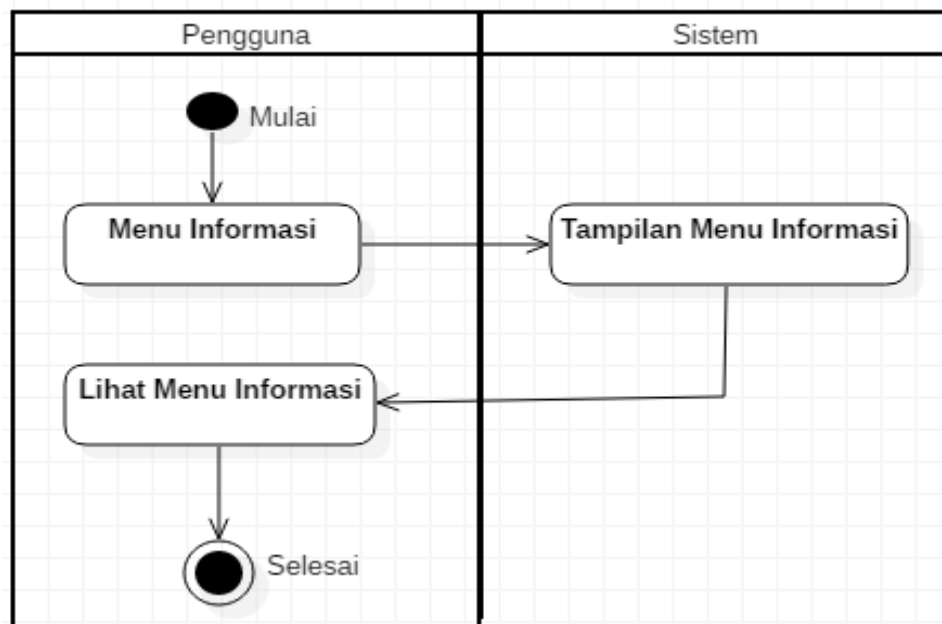 Pengguna
Sistem
Mulai
Menu Informasi
Tampilan Menu Informasi
Lihat Menu Informasi
Selesai